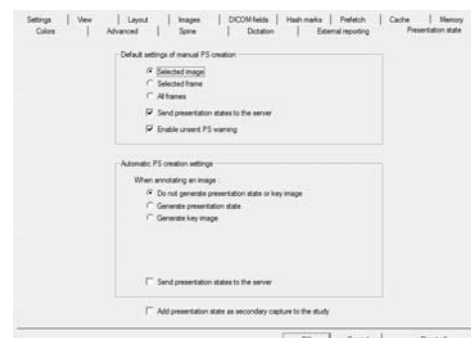 Settings View Layout Images DICOM fields Hash marks Prefetch Cache Memory
Colors Advanced Spine Dictation External reporting Presentation state
Default settings of manual PS creation
Selected image
Selected frame
All frames
Send presentation states to the server
Enable unsent PS warning
Automatic PS creation settings
When annotating an image :
Do not generate presentation state or key image
Generate presentation state
Generate key image
Send presentation states to the server
Add presentation state as secondary capture to the study